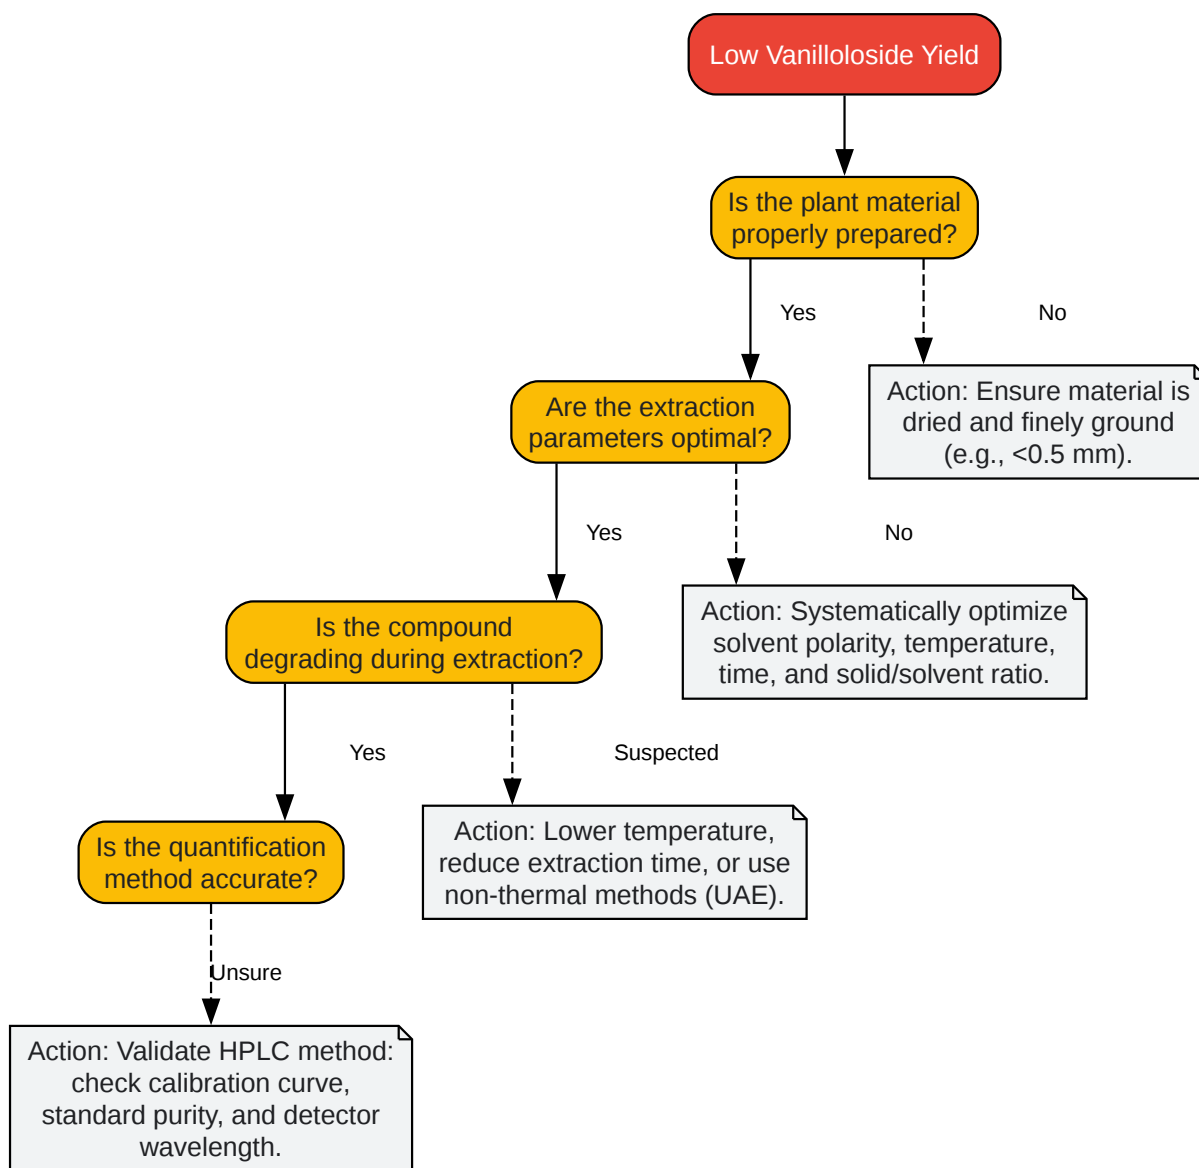 Low Vanilloloside Yield
Is the plant material
properly prepared?
Yes
No
Are the extraction
parameters optimal?
Action: Ensure material is
dried and finely ground
(e.g., <0.5 mm).
Yes
No
Is the compound
degrading during extraction?
Action: Systematically optimize
solvent polarity, temperature,
time, and solid/solvent ratio.
Yes
Suspected
Is the quantification
method accurate?
Action: Lower temperature,
reduce extraction time, or use
non-thermal methods (UAE).
Unsure
Action: Validate HPLC method:
check calibration curve,
standard purity, and detector
wavelength.